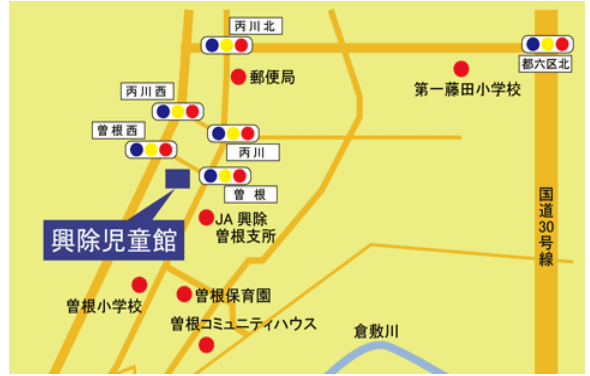 丙川北
都六区北
郵便局
第一藤田小学校
丙川西
曽根西
丙川
曽根
国道30号線
JA 興除
曽根支所
興除児童館
曽根小学校
曽根保育園
曽根コミュニティハウス
倉敷川